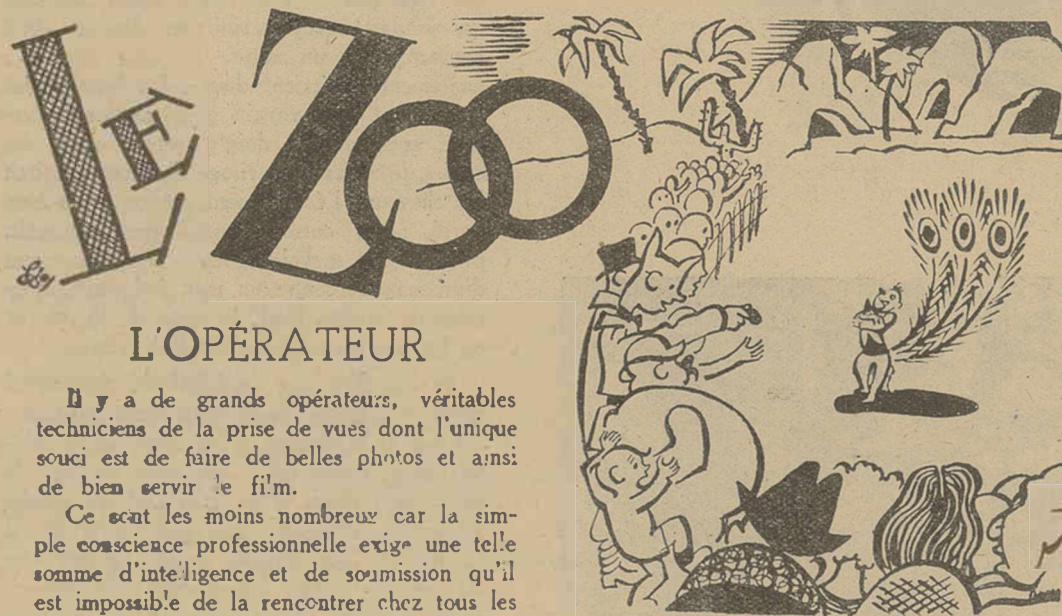 LE ZOO
L'OPÉRATEUR
Il y a de grands opérateurs, véritables
techniciens de la prise de vues dont l'unique
souci est de faire de belles photos et ainsi
de bien servir le film.
Ce sont les moins nombreux car la sim-
ple conscience professionnelle exige une telle
somme d'intelligence et de soumission qu'il
est impossible de la rencontrer chez tous les